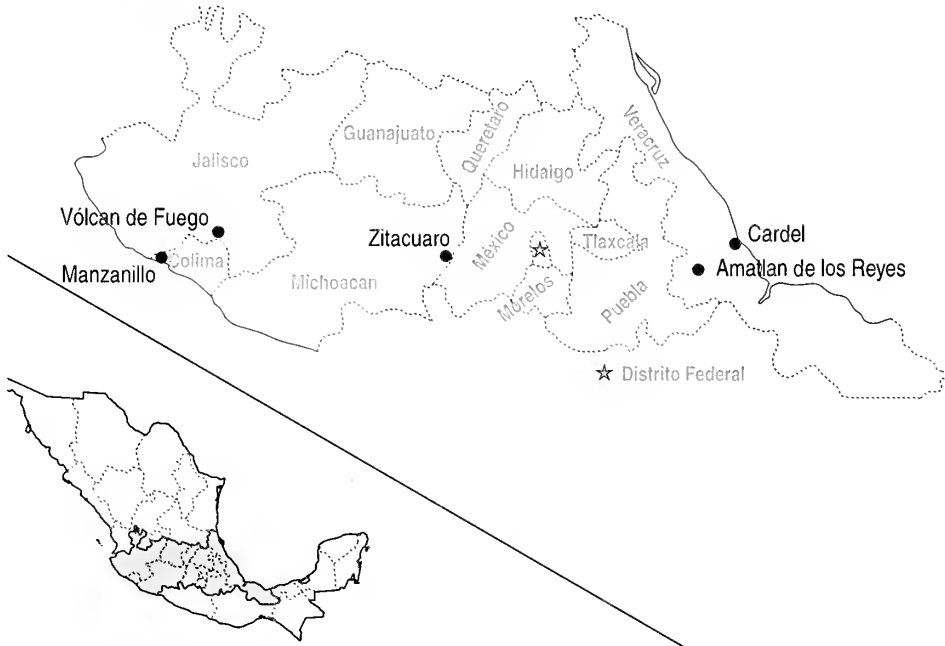 Guanajuato
Queretaro
Veracruz
Jalisco
Hidalgo
Vólcan de Fuego
Zitacuaro
México
Tlaxcala
Cardel
Colima
Manzanillo
Amatlan de los Reyes
Michoacan
Morelos
Puebla
Distrito Federal